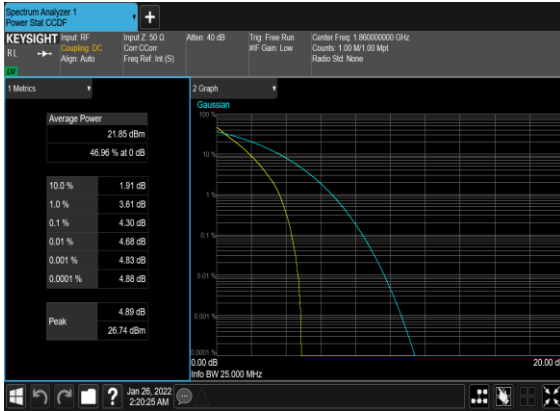 Spectrum Analyzer 1
Power Stat CCDF
KEYSIGHT
RL
Input: RF
Coupling: DC
Align: Auto
Input Z: 50 Ω
Corr CCorr
Freq Ref: Int (S)
Atten: 40 dB
Trig: Free Run
#IF Gain: Low
Center Freq: 1.860000000 GHz
Counts: 1.00 M/1.00 Mpt
Radio Std: None
1 Metrics
Average Power
21.85 dBm
46.96 % at 0 dB
10.0 % 1.91 dB
1.0 % 3.61 dB
0.1 % 4.30 dB
0.01 % 4.68 dB
0.001 % 4.83 dB
0.0001 % 4.88 dB
Peak
4.89 dB
26.74 dBm
2 Graph
Gaussian
100 %
10 %
1 %
0.1 %
0.01 %
0.001 %
0.0001 %
0.00 dB
20.00 d
Info BW 25.000 MHz
Jan 26, 2022
2:20:25 AM